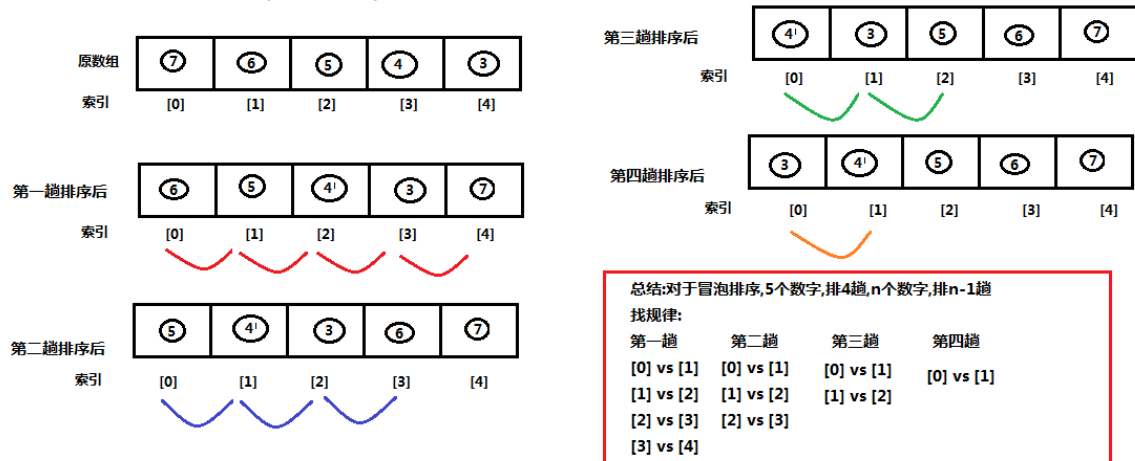 原数组 7 6 5 4 3
索引 [0] [1] [2] [3] [4]
第一趟排序后 6 5 4' 3 7
索引 [0] [1] [2] [3] [4]
第二趟排序后 5 4' 3 6 7
索引 [0] [1] [2] [3] [4]
第三趟排序后 4' 3 5 6 7
索引 [0] [1] [2] [3] [4]
第四趟排序后 3 4' 5 6 7
索引 [0] [1] [2] [3] [4]
总结:对于冒泡排序,5个数字,排4趟,n个数字,排n-1趟
找规律:
第一趟 第二趟 第三趟 第四趟
[0] vs [1] [0] vs [1] [0] vs [1] [0] vs [1]
[1] vs [2] [1] vs [2] [1] vs [2]
[2] vs [3] [2] vs [3]
[3] vs [4]